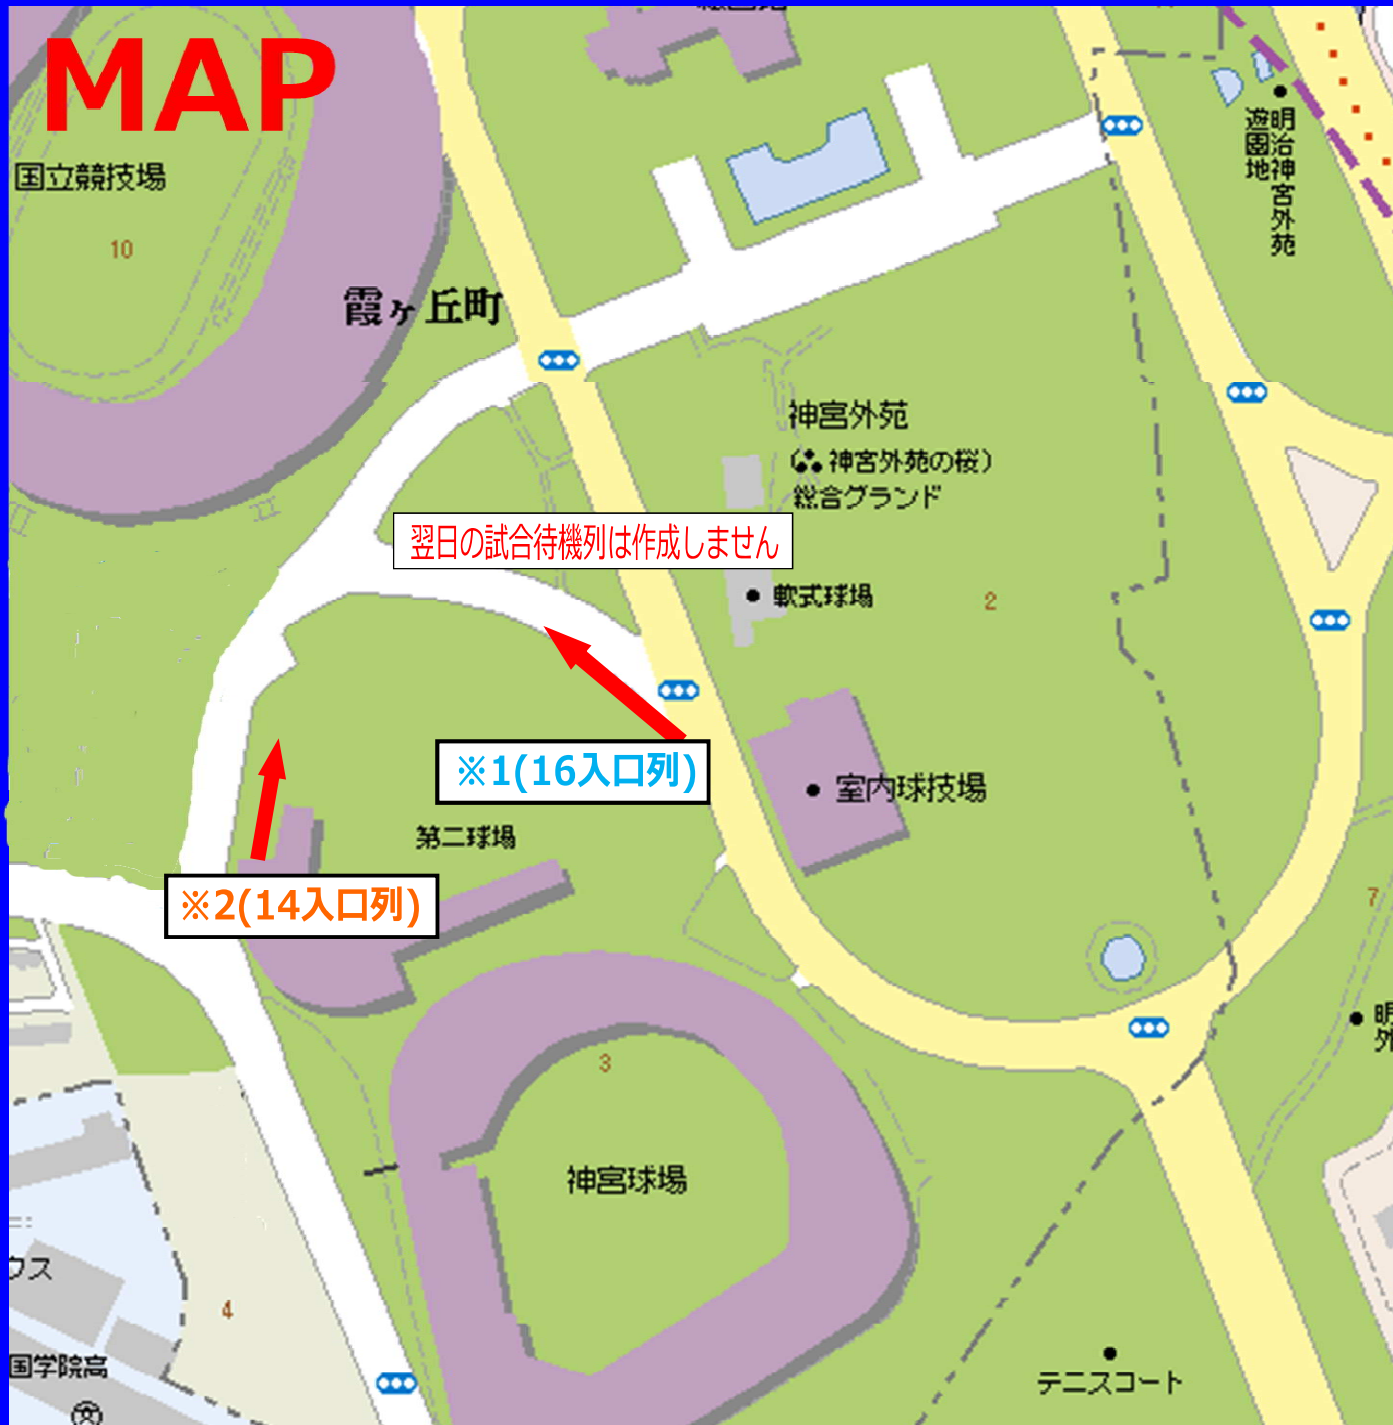 MAP
国立競技場
10
霞ヶ丘町
明治神宮外苑
遊園地
神宮外苑
(∴神宮外苑の桜)
総合グランド
翌日の試合待機列は作成しません
軟式球場
2
※1(16入口列)
室内球技場
第二球場
※2(14入口列)
7
明
外
3
神宮球場
ウス
4
国学院高
テニスコート